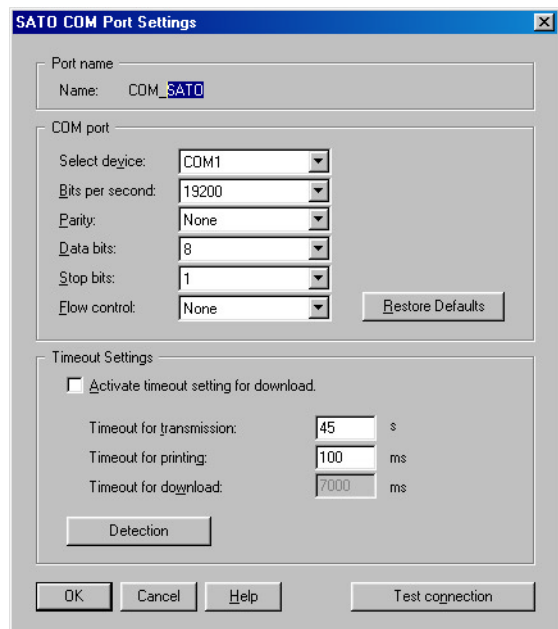 SATO COM Port Settings
Port name
Name: COM_SATO
COM port
Select device: COM1
Bits per second: 19200
Parity: None
Data bits: 8
Stop bits: 1
Flow control: None
Restore Defaults
Timeout Settings
Activate timeout setting for download.
Timeout for transmission: 45 s
Timeout for printing: 100 ms
Timeout for download: 7000 ms
Detection
OK Cancel Help Test connection